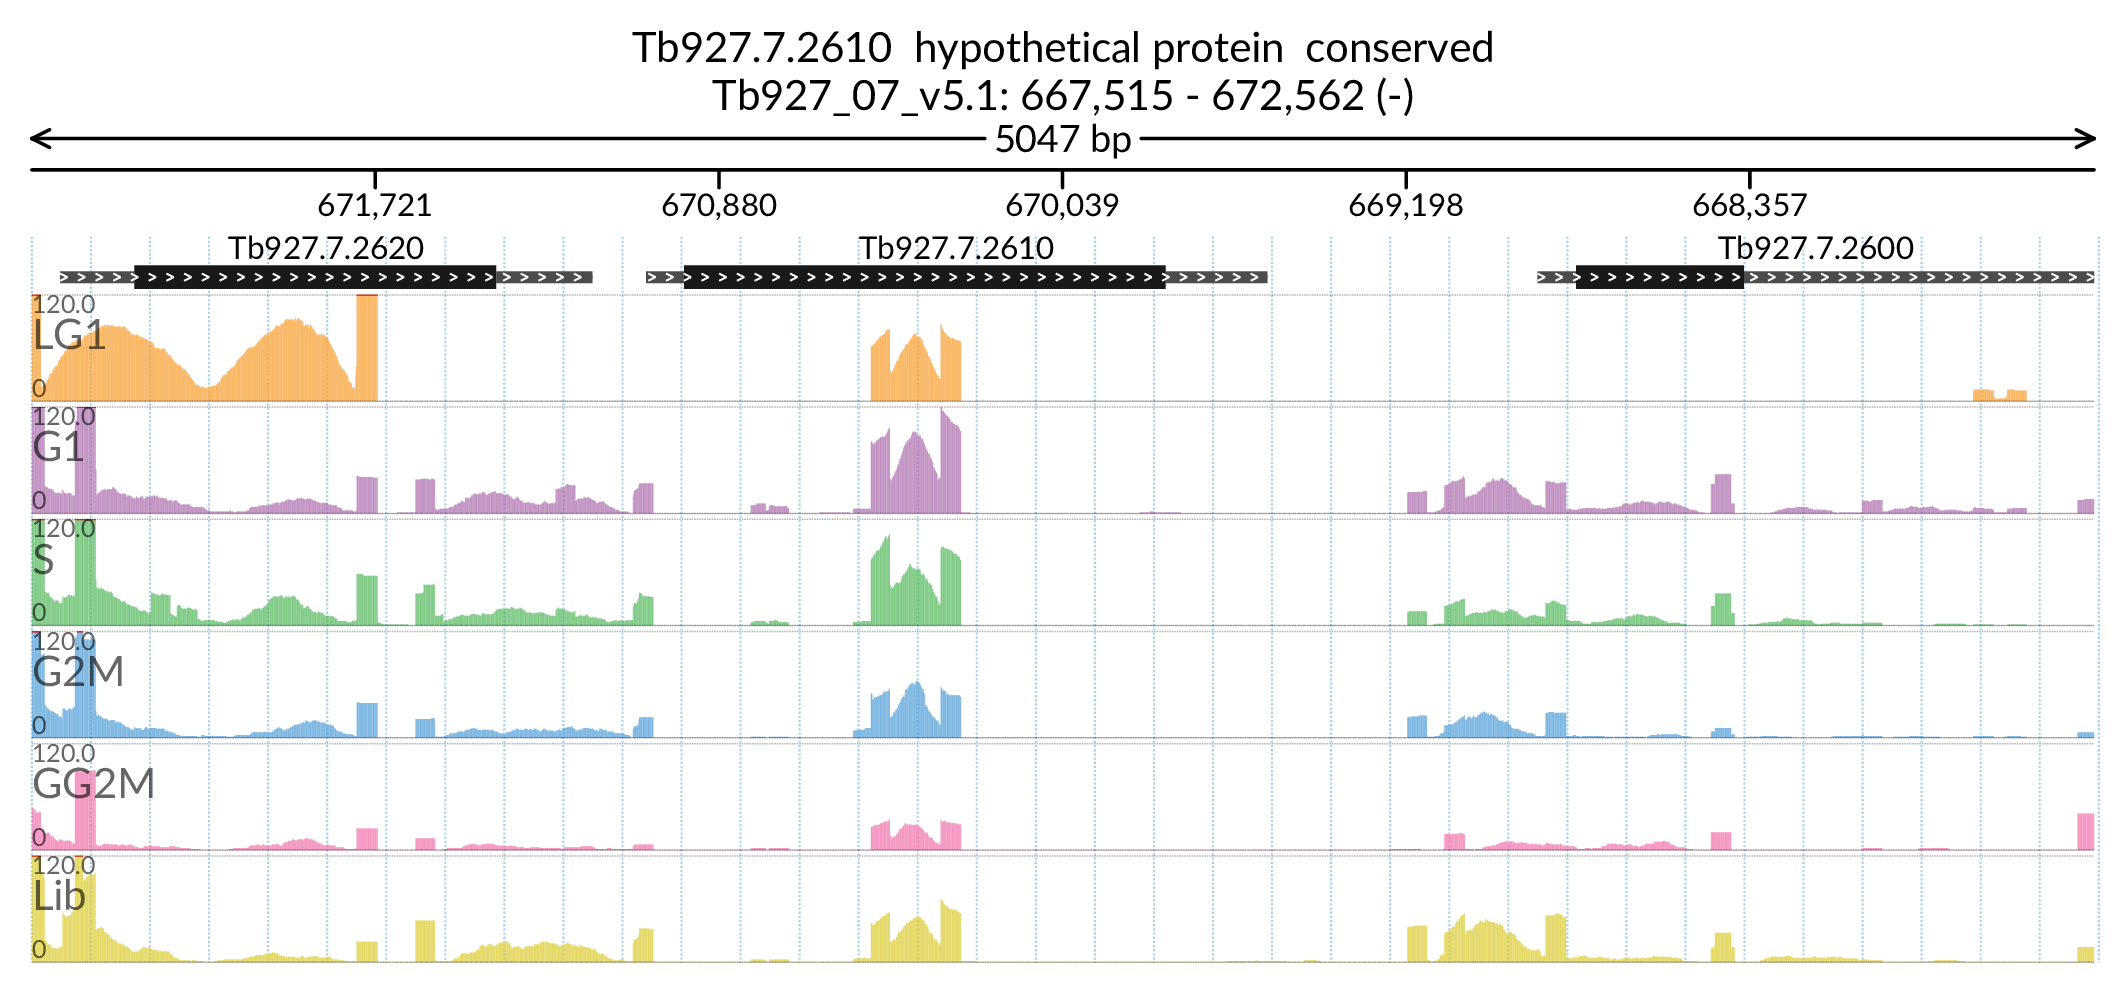 Tb927.7.2610  hypothetical protein  conserved
Tb927_07_v5.1: 667,515 - 672,562 (-)
5047 bp
671,721 670,880 670,039 669,198 668,357
Tb927.7.2620 Tb927.7.2610 Tb927.7.2600
120.0
LG1
0
120.0
G1
0
120.0
S
0
120.0
G2M
0
120.0
GG2M
0
120.0
Lib
0